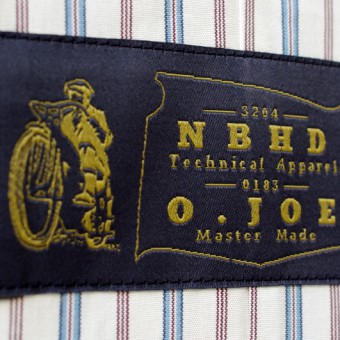 3204
NBHD
Technical Apparel
0183
O.JOE
Master Made